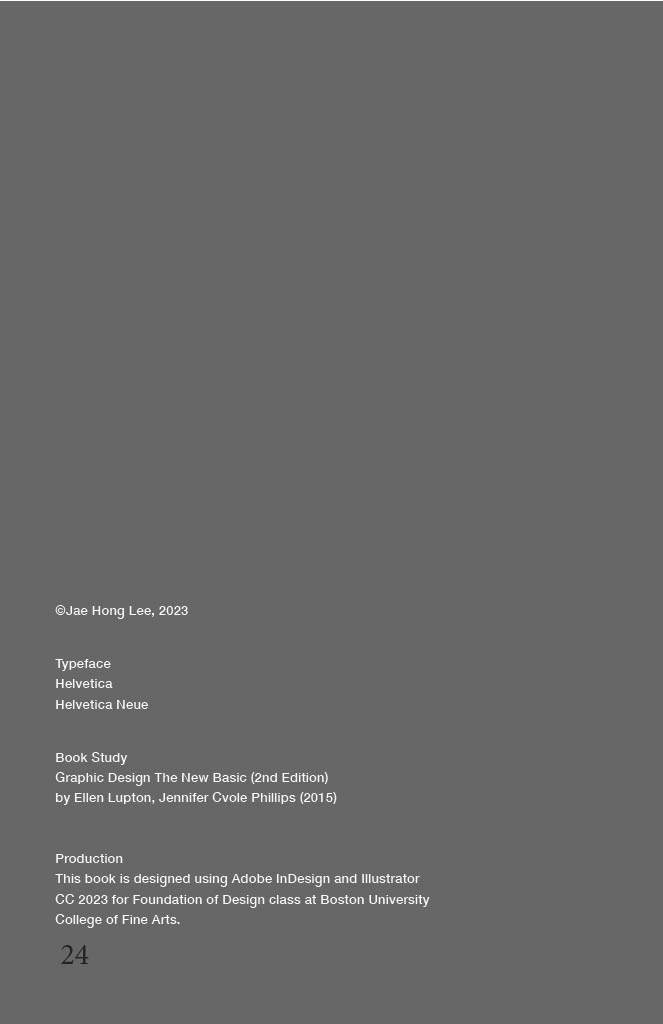 ©Jae Hong Lee, 2023
Typeface
Helvetica
Helvetica Neue
Book Study
Graphic Design The New Basic (2nd Edition)
by Ellen Lupton, Jennifer Cvole Phillips (2015)
Production
This book is designed using Adobe InDesign and Illustrator
CC 2023 for Foundation of Design class at Boston University
College of Fine Arts.
24